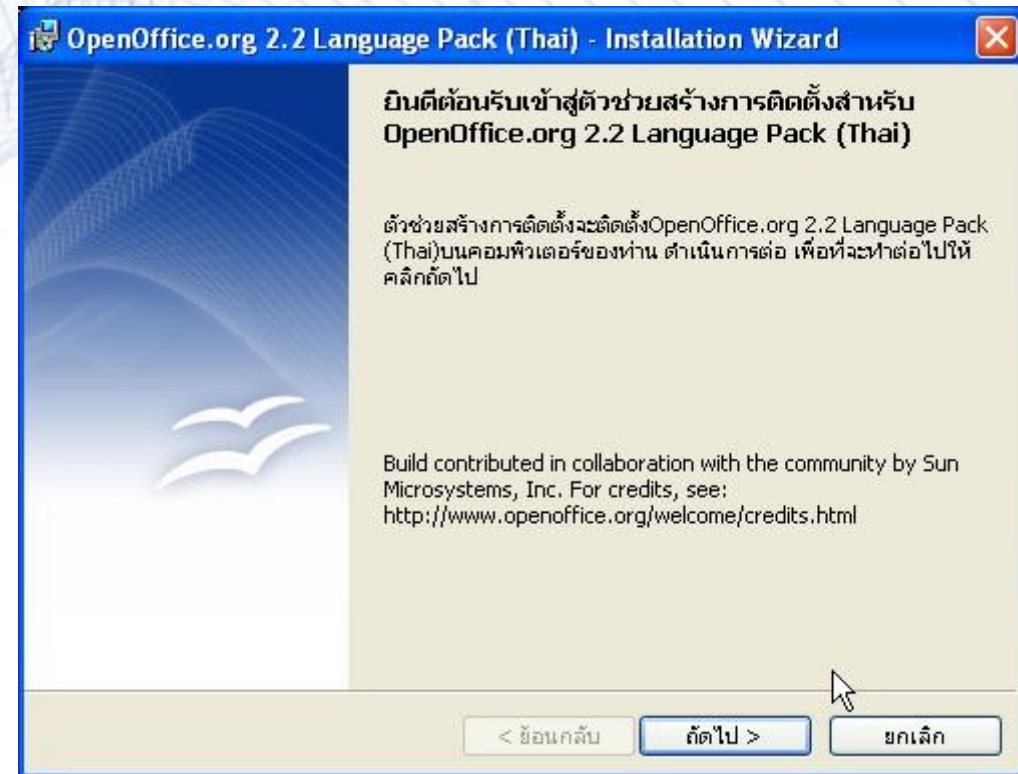 OpenOffice.org 2.2 Language Pack (Thai) - Installation Wizard
ยินดีต้อนรับเข้าสู่ตัวช่วยสร้างการติดตั้งสำหรับ
OpenOffice.org 2.2 Language Pack (Thai)
ตัวช่วยสร้างการติดตั้งจะติดตั้งOpenOffice.org 2.2 Language Pack
(Thai)บนคอมพิวเตอร์ของท่าน ดำเนินการต่อ เพื่อที่จะทำต่อไปให้
คลิกถัดไป
Build contributed in collaboration with the community by Sun
Microsystems, Inc. For credits, see:
http://www.openoffice.org/welcome/credits.html
< ย้อนกลับ ถัดไป > ยกเลิก